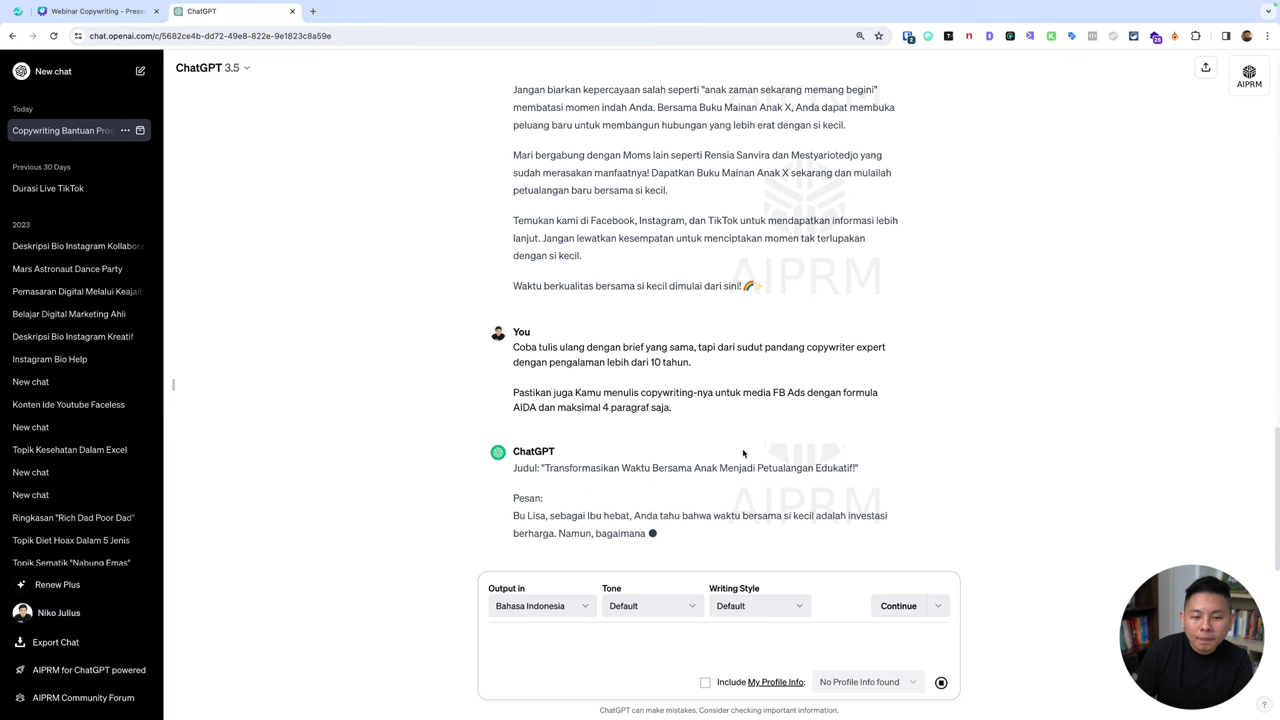 Webinar Copywriting - Prese
ChatGPT
chat.openai.com/c/5682ce4b-dd72-49e8-822e-9e1823c8a59e
New chat
Today
Copywriting Bantuan Prod
Previous 30 Days
Durasi Live TikTok
2023
Deskripsi Bio Instagram Kollabora
Mars Astronaut Dance Party
Pemasaran Digital Melalui Keajaib
Belajar Digital Marketing Ahli
Deskripsi Bio Instagram Kreatif
Instagram Bio Help
New chat
Konten Ide Youtube Faceless
New chat
Topik Kesehatan Dalam Excel
New chat
New chat
Ringkasan "Rich Dad Poor Dad"
Topik Diet Hoax Dalam 5 Jenis
Topik Sematik "Nabung Emas"
Renew Plus
Niko Julius
Export Chat
AIPRM for ChatGPT powered
AIPRM Community Forum
ChatGPT 3.5
AIPRM
Jangan biarkan kepercayaan salah seperti "anak zaman sekarang memang begini"
membatasi momen indah Anda. Bersama Buku Mainan Anak X, Anda dapat membuka
peluang baru untuk membangun hubungan yang lebih erat dengan si kecil.
Mari bergabung dengan Moms lain seperti Rensia Sanvira dan Mestyariotedjo yang
sudah merasakan manfaatnya! Dapatkan Buku Mainan Anak X sekarang dan mulailah
petualangan baru bersama si kecil.
Temukan kami di Facebook, Instagram, dan TikTok untuk mendapatkan informasi lebih
lanjut. Jangan lewatkan kesempatan untuk menciptakan momen tak terlupakan
dengan si kecil.
AIPRM
Waktu berkualitas bersama si kecil dimulai dari sini! 🌈✨
You
Coba tulis ulang dengan brief yang sama, tapi dari sudut pandang copywriter expert
dengan pengalaman lebih dari 10 tahun.
Pastikan juga Kamu menulis copywriting-nya untuk media FB Ads dengan formula
AIDA dan maksimal 4 paragraf saja.
ChatGPT
Judul: "Transformasikan Waktu Bersama Anak Menjadi Petualangan Edukatif!"
Pesan:
AIPRM
Bu Lisa, sebagai Ibu hebat, Anda tahu bahwa waktu bersama si kecil adalah investasi
berharga. Namun, bagaimana
Output in
Tone
Writing Style
Bahasa Indonesia
Default
Default
Continue
Include My Profile Info:
No Profile Info found
ChatGPT can make mistakes. Consider checking important information.
?